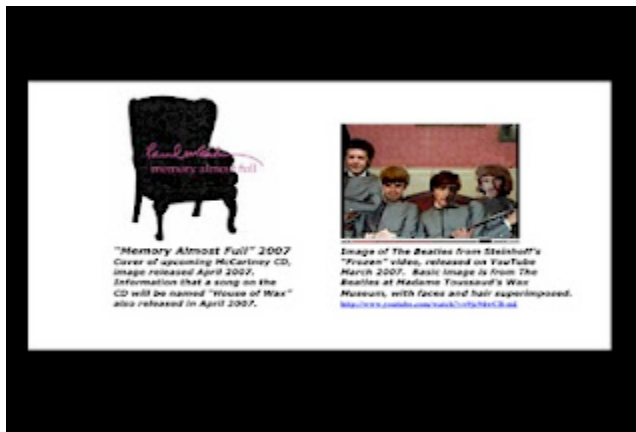 memory almost full
"Memory Almost Full" 2007
Cover of upcoming McCartney CD,
image released April 2007.
Information that a song on the
CD will be named "House of Wax"
also released in April 2007.
Image of The Beatles from Steinhoff's
"Frozen" video, released on YouTube
March 2007. Basic image is from The
Beatles at Madame Toussaud's Wax
Museum, with faces and hair superimposed.